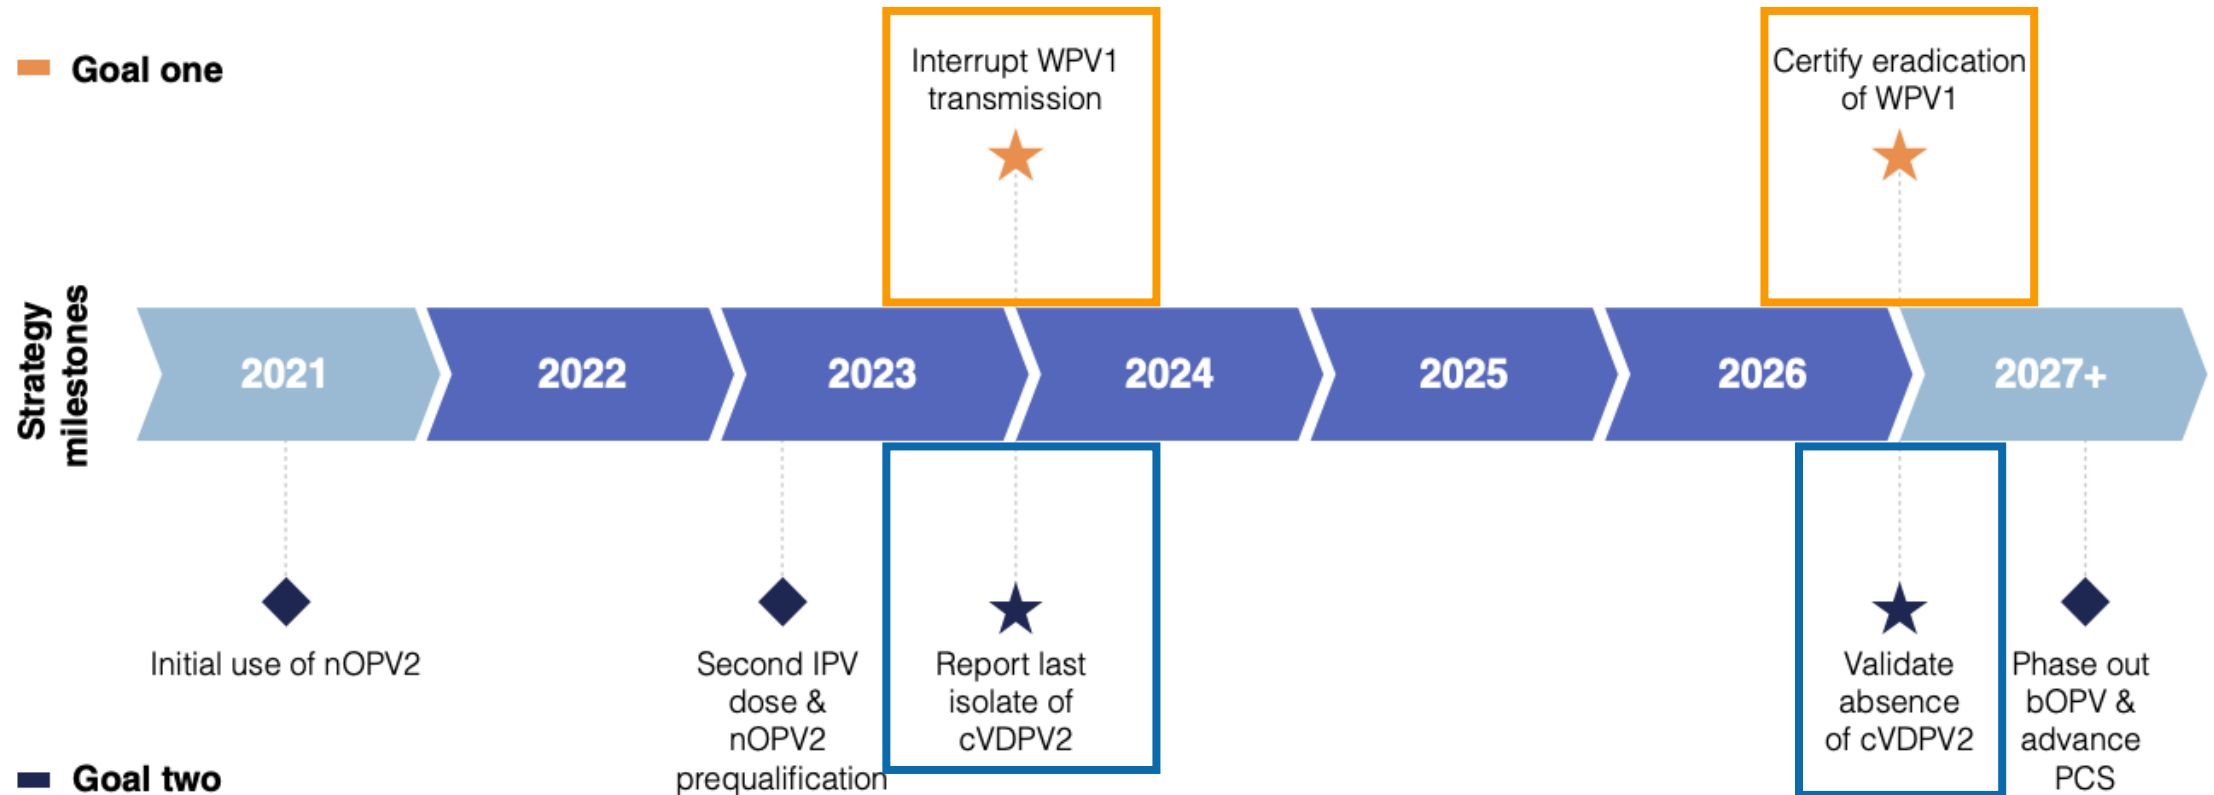 Goal one
Interrupt WPV1
transmission
Certify eradication
of WPV1
Strategy
milestones
2021
2022
2023
2024
2025
2026
2027+
Initial use of nOPV2
Second IPV
dose &
nOPV2
prequalification
Report last
isolate of
cVDPV2
Validate
absence
of cVDPV2
Phase out
bOPV &
advance
PCS
Goal two